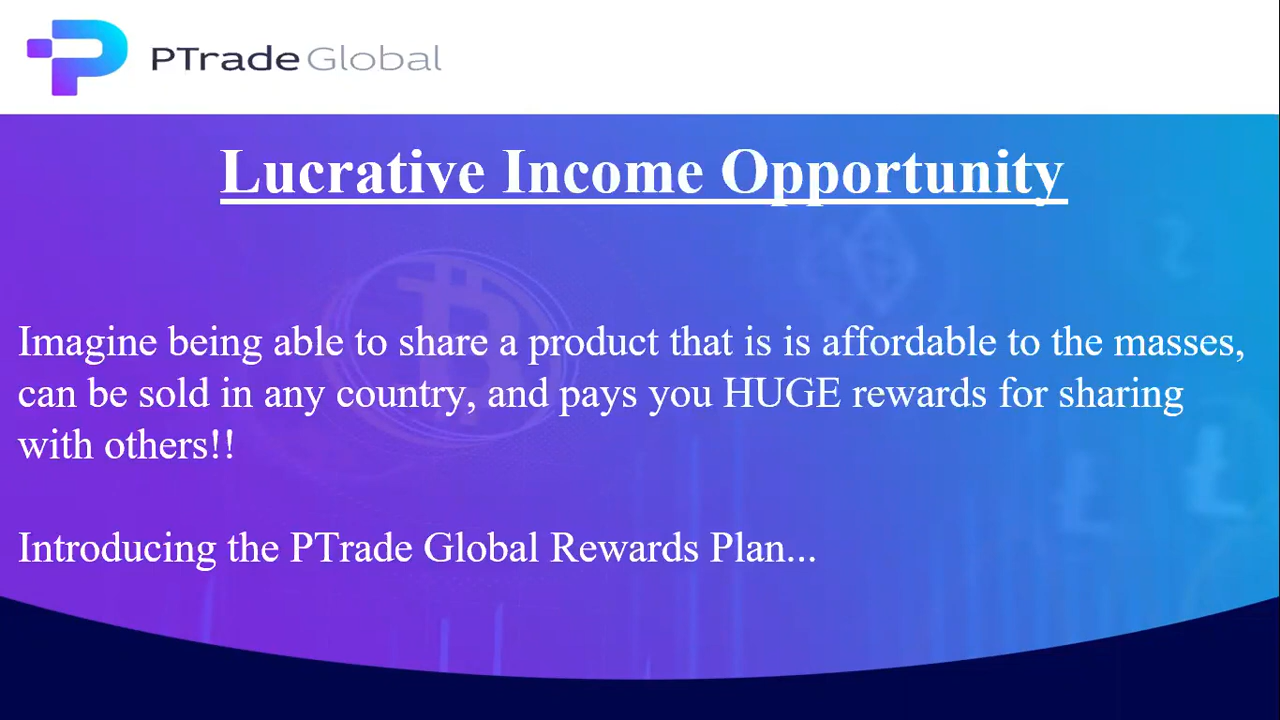 PTrade Global
Lucrative Income Opportunity
Imagine being able to share a product that is is affordable to the masses,
can be sold in any country, and pays you HUGE rewards for sharing
with others!!
Introducing the PTrade Global Rewards Plan...